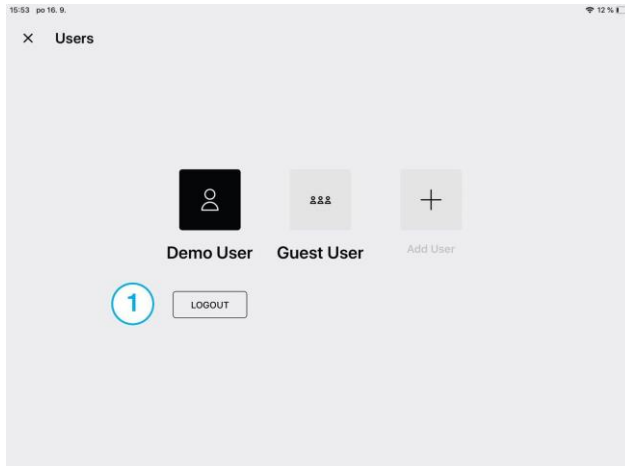 15:53 po 16. 9. 12 %
Users
Demo User Guest User Add User
1 LOGOUT